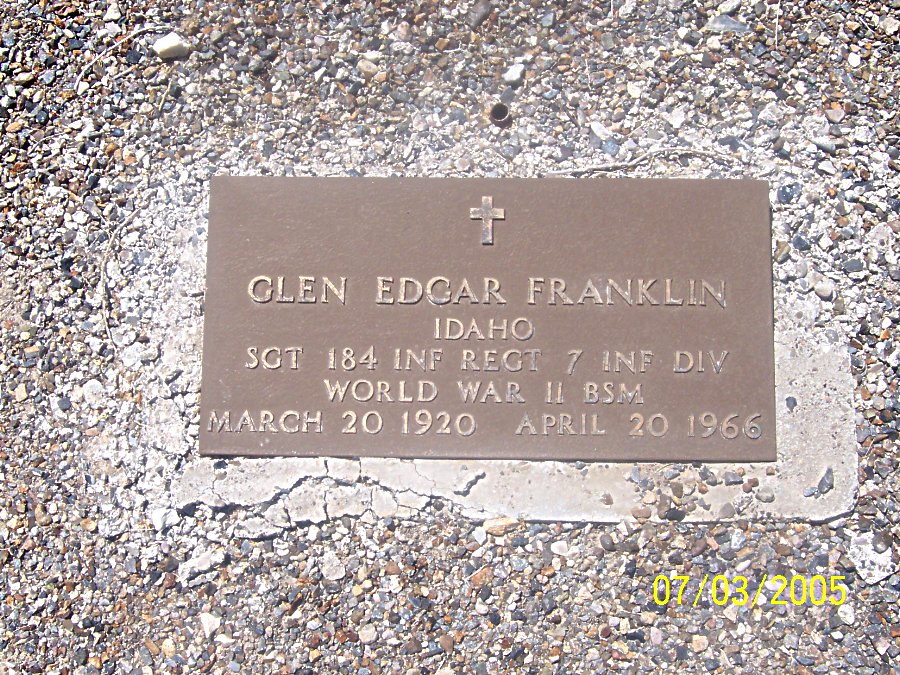 GLEN EDGAR FRANKLIN
IDAHO
SGT 184 INF REGT 7 INF DIV
WORLD WAR II BSM
MARCH 20 1920 APRIL 20 1966
07/03/2005